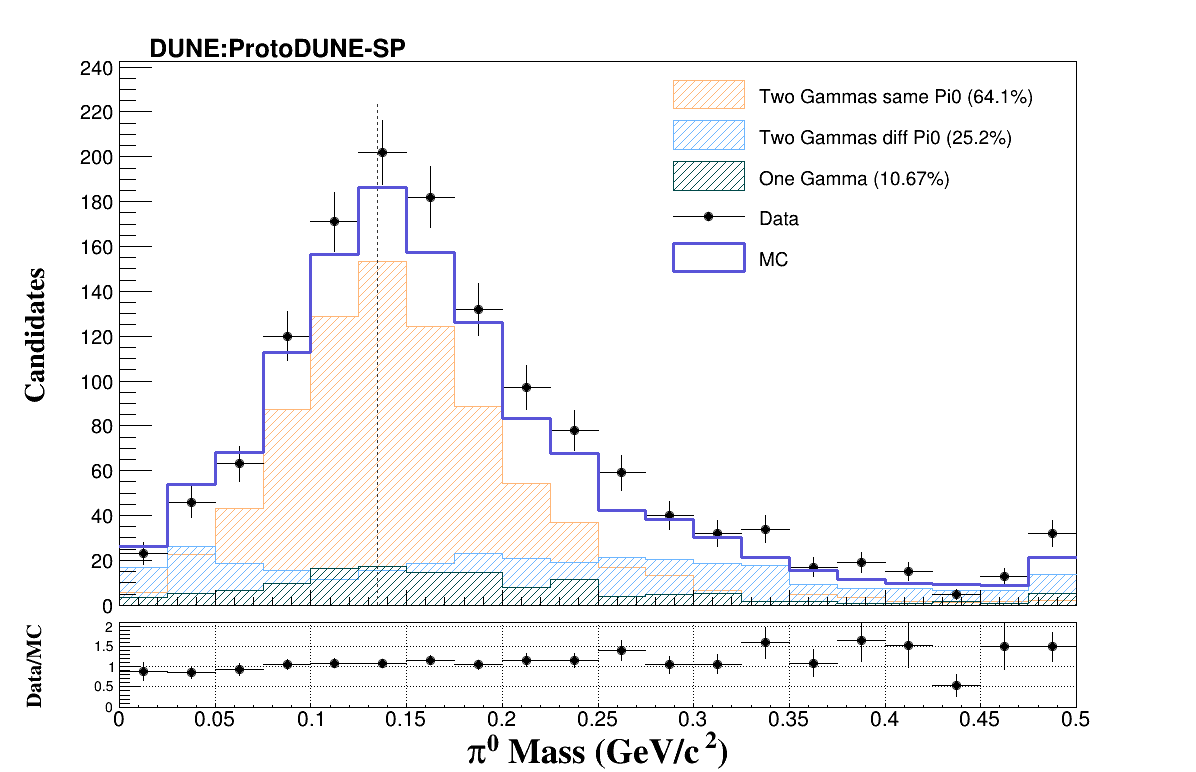 DUNE:ProtoDUNE-SP
240
220
200
180
160
140
120
100
80
60
40
20
0
Candidates
Two Gammas same Pi0 (64.1%)
Two Gammas diff Pi0 (25.2%)
One Gamma (10.67%)
Data
MC
2
1.5
1
0.5
0
Data/MC
0 0.05 0.1 0.15 0.2 0.25 0.3 0.35 0.4 0.45 0.5
π⁰ Mass (GeV/c²)